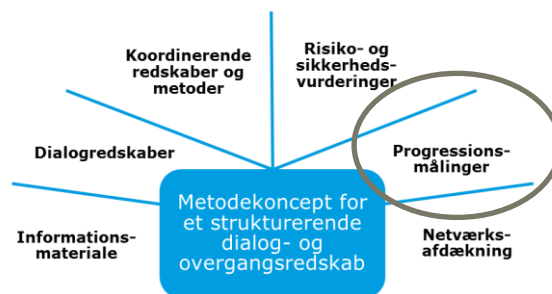 Koordinerende
redskaber og
metoder
Risiko- og
sikkerheds-
vurderinger
Dialogredskaber
Progressions-
målinger
Informations-
materiale
Metodekoncept for
et strukturerende
dialog- og
overgangsredskab
Netværks-
afdækning